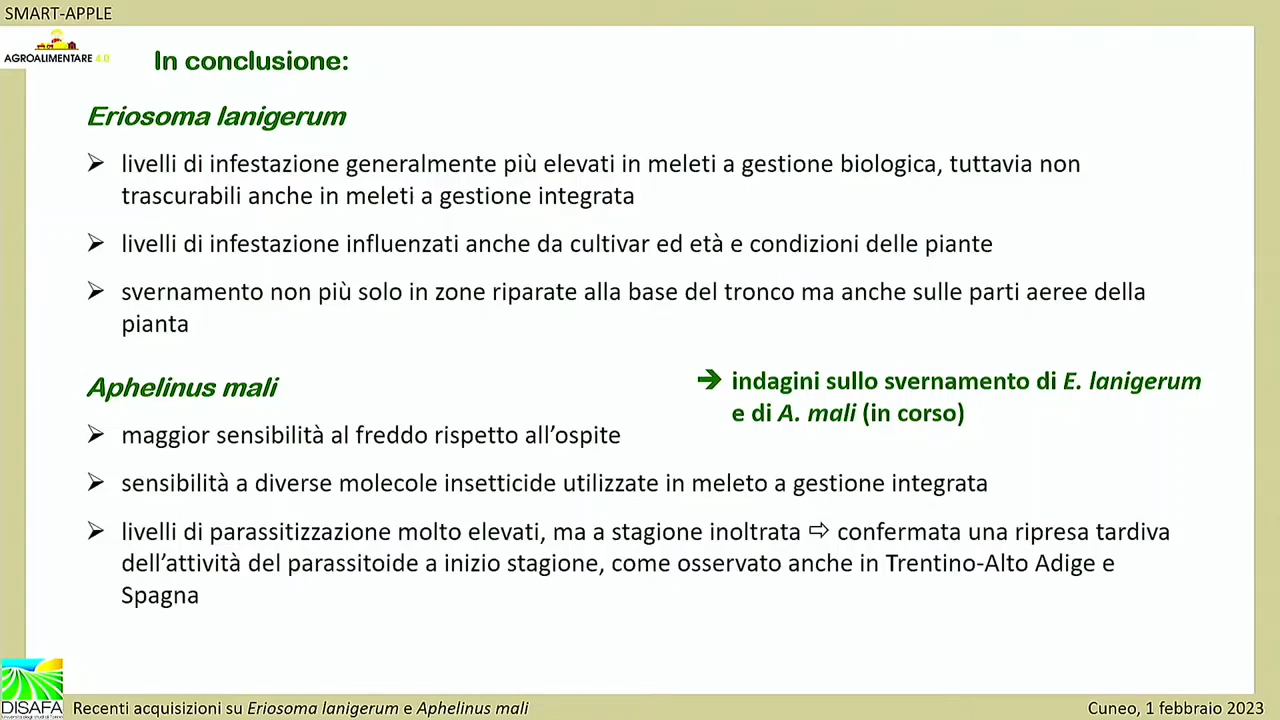 SMART-APPLE
AGROALIMENTARE 4.0
In conclusione:
Eriosoma lanigerum
➢ livelli di infestazione generalmente più elevati in meleti a gestione biologica, tuttavia non
trascurabili anche in meleti a gestione integrata
➢ livelli di infestazione influenzati anche da cultivar ed età e condizioni delle piante
➢ svernamento non più solo in zone riparate alla base del tronco ma anche sulle parti aeree della
pianta
Aphelinus mali
➔ indagini sullo svernamento di E. lanigerum
e di A. mali (in corso)
➢ maggior sensibilità al freddo rispetto all’ospite
➢ sensibilità a diverse molecole insetticide utilizzate in meleto a gestione integrata
➢ livelli di parassitizzazione molto elevati, ma a stagione inoltrata ⇨ confermata una ripresa tardiva
dell’attività del parassitoide a inizio stagione, come osservato anche in Trentino-Alto Adige e
Spagna
DISAFA
Università degli studi di Torino
Recenti acquisizioni su Eriosoma lanigerum e Aphelinus mali
Cuneo, 1 febbraio 2023